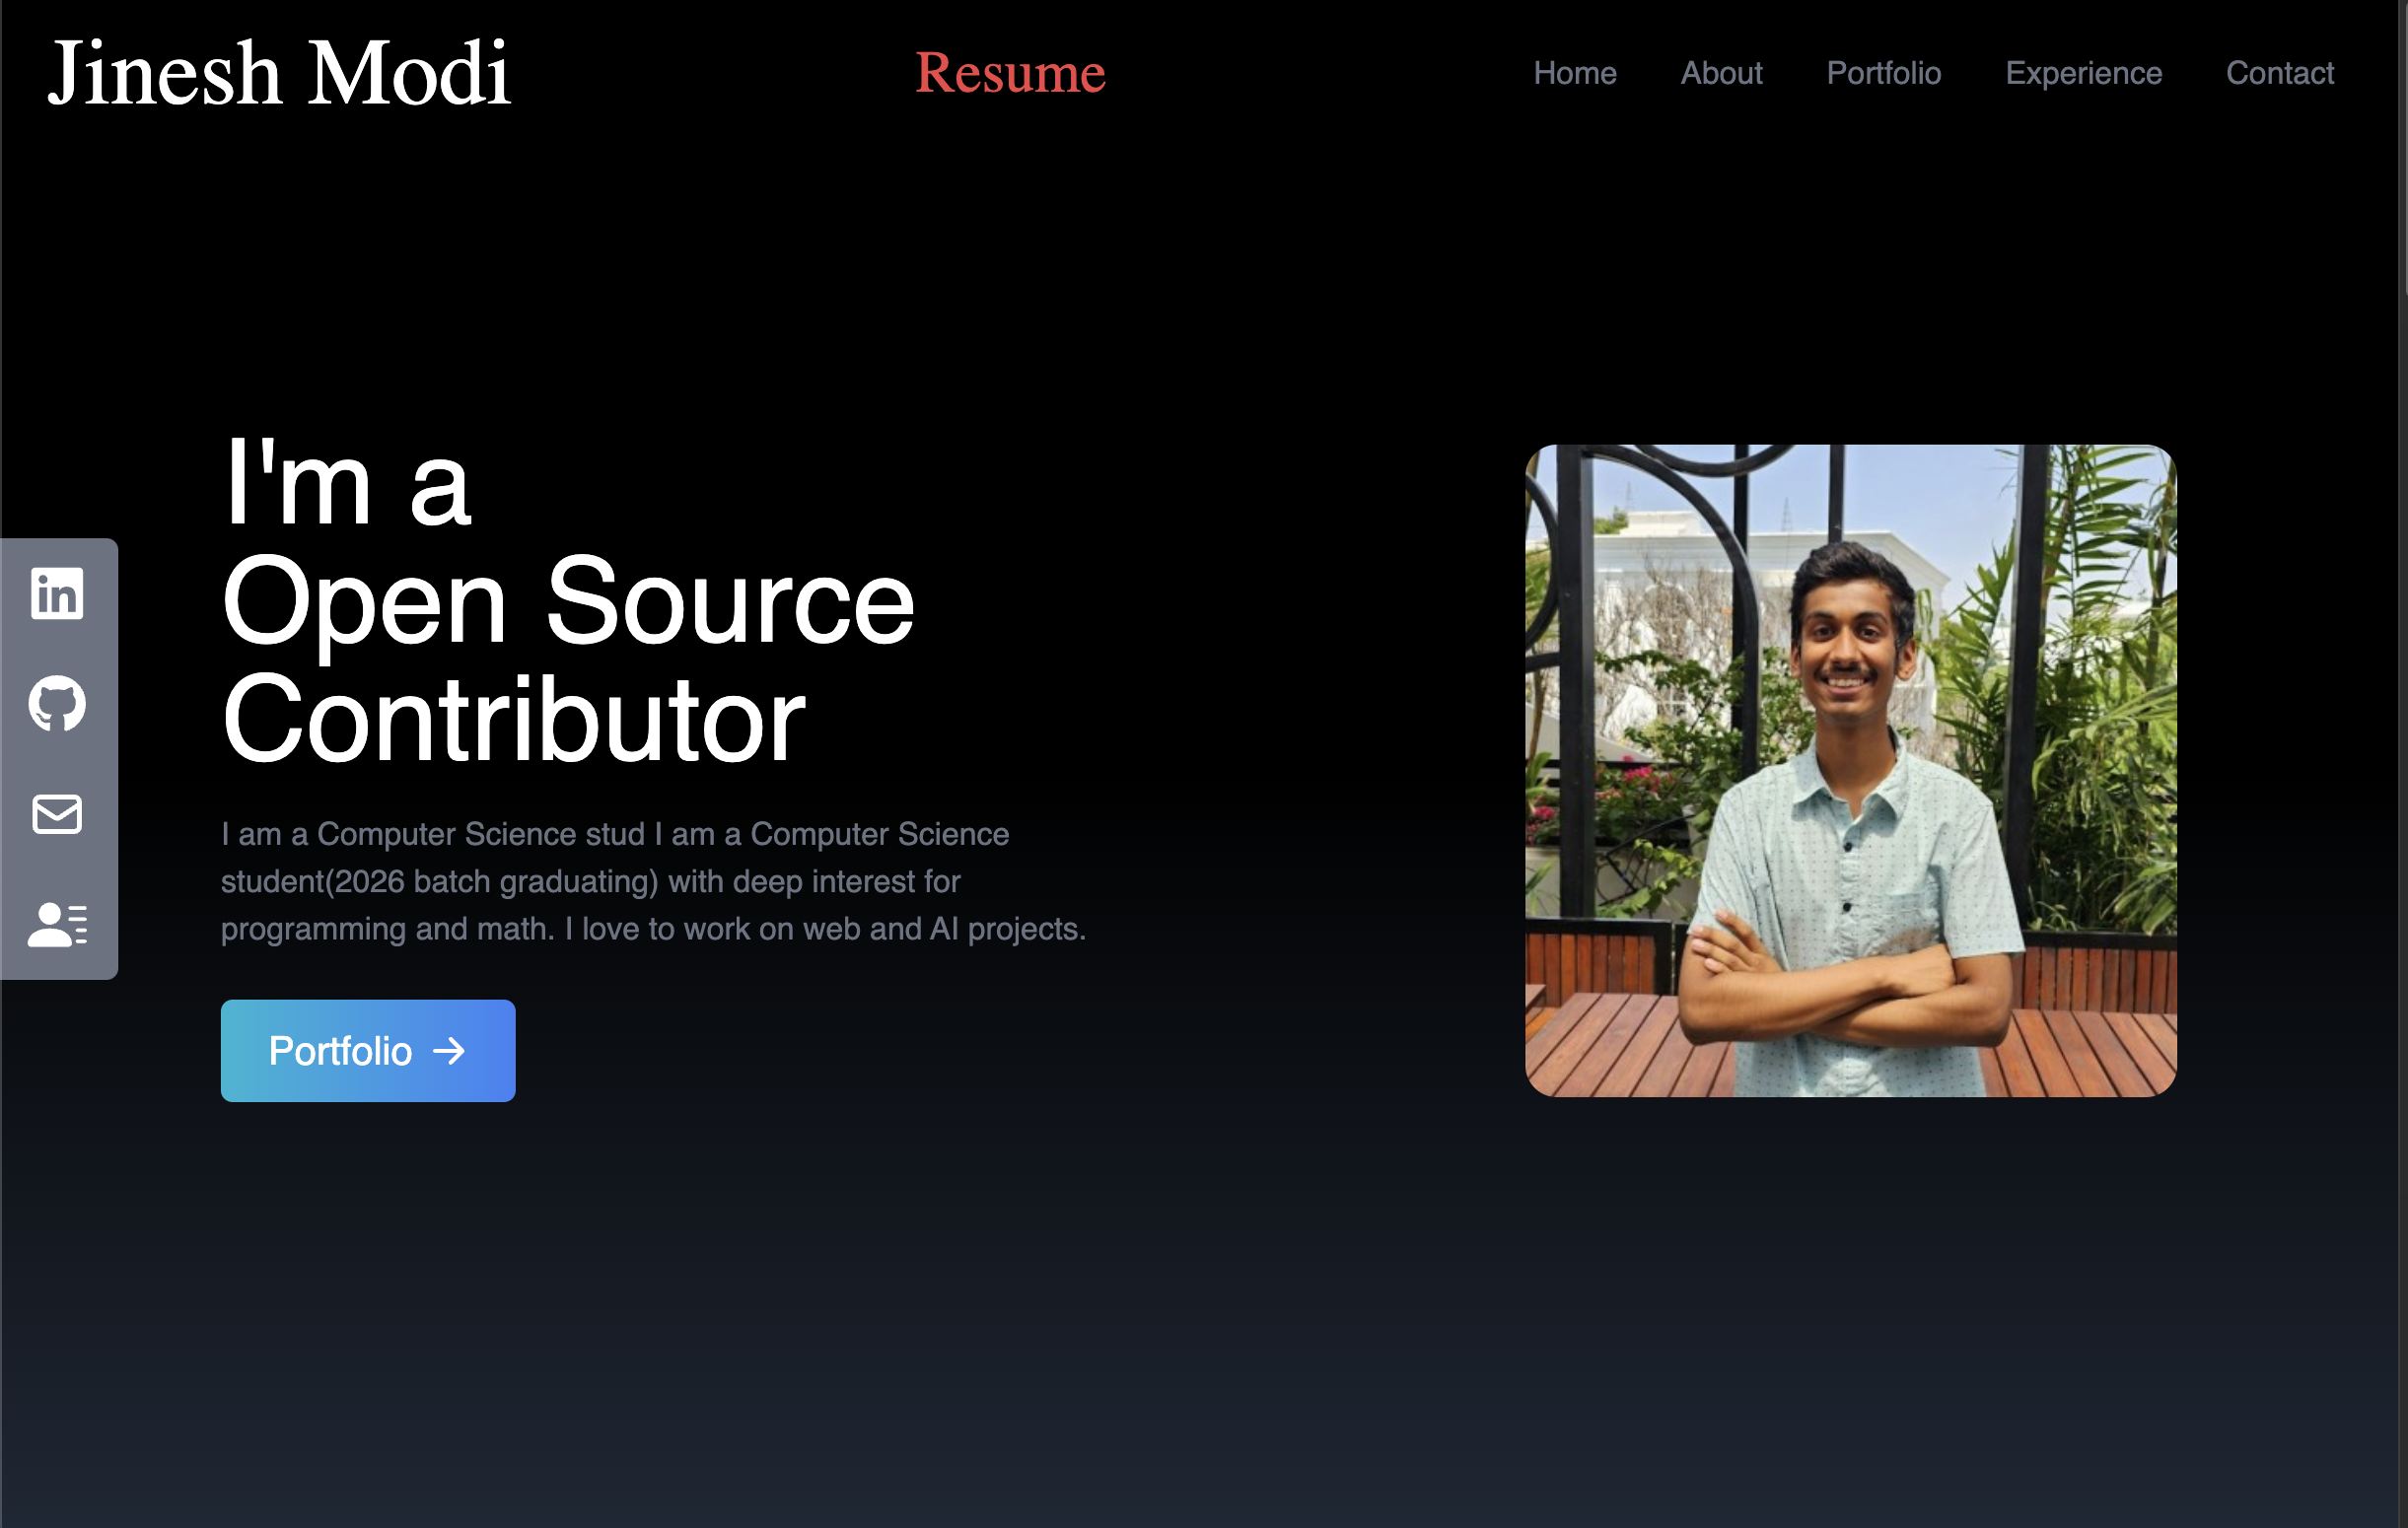 Jinesh Modi
Resume
Home About Portfolio Experience Contact
I'm a
Open Source
Contributor
in
I am a Computer Science stud I am a Computer Science
student(2026 batch graduating) with deep interest for
programming and math. I love to work on web and AI projects.
Portfolio →